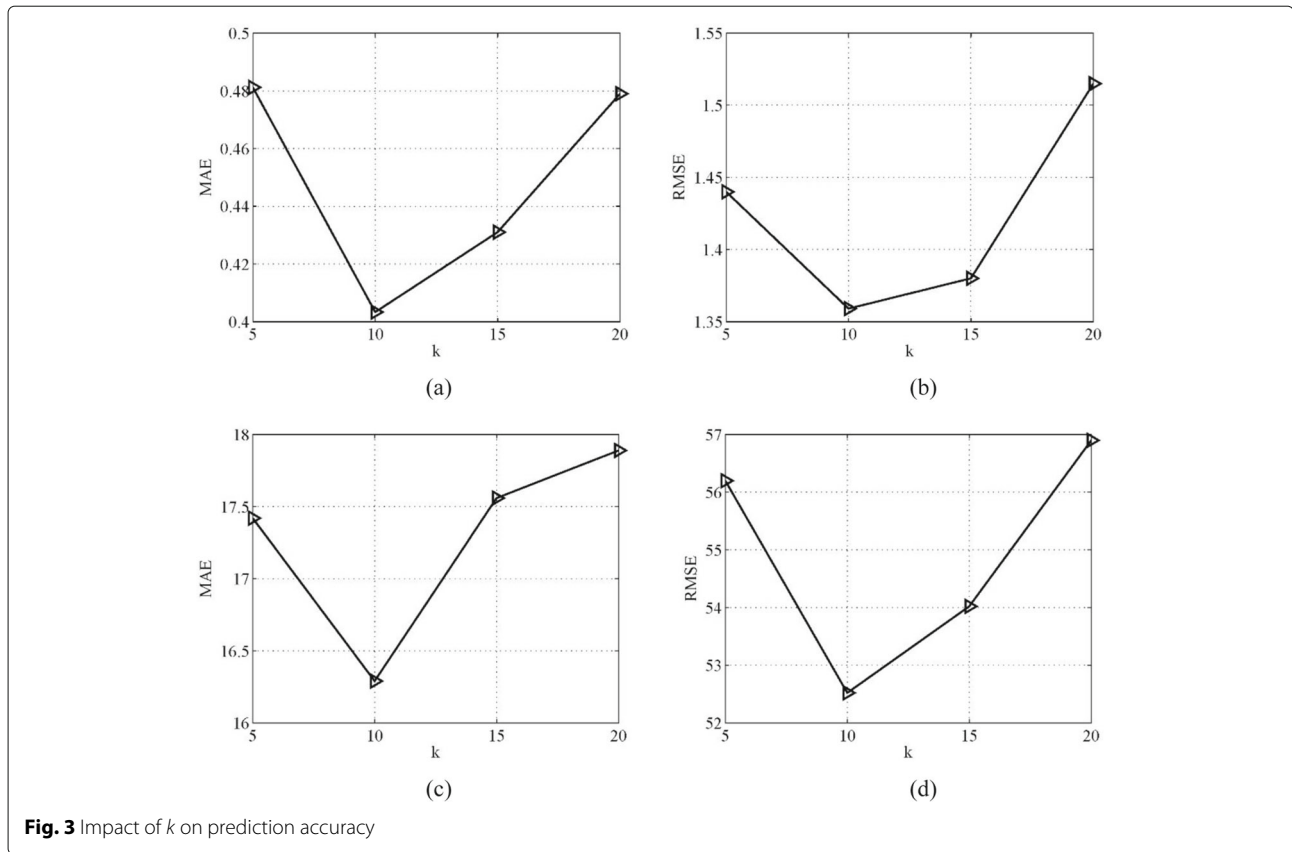 0.5
0.48
0.46
0.44
0.42
0.4
MAE
5 10 15 20
k
(a)
1.55
1.5
1.45
1.4
1.35
RMSE
5 10 15 20
k
(b)
18
17.5
17
16.5
16
MAE
5 10 15 20
k
(c)
57
56
55
54
53
52
RMSE
5 10 15 20
k
(d)
Fig. 3 Impact of k on prediction accuracy